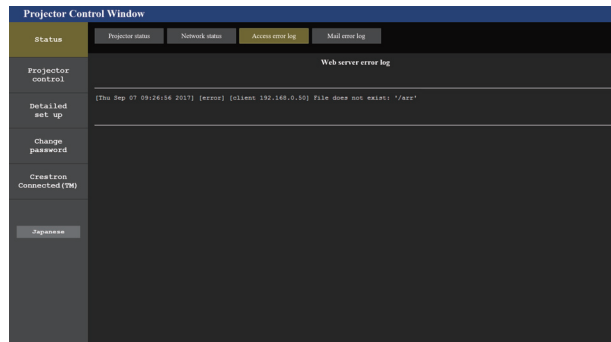 Projector Control Window
Status
Projector status
Network status
Access error log
Mail error log
Projector
control
Detailed
set up
Change
password
Crestron
Connected(TM)
Japanese
Web server error log
[Thu Sep 07 09:26:56 2017] [error] [client 192.168.0.50] File does not exist: '/arr'